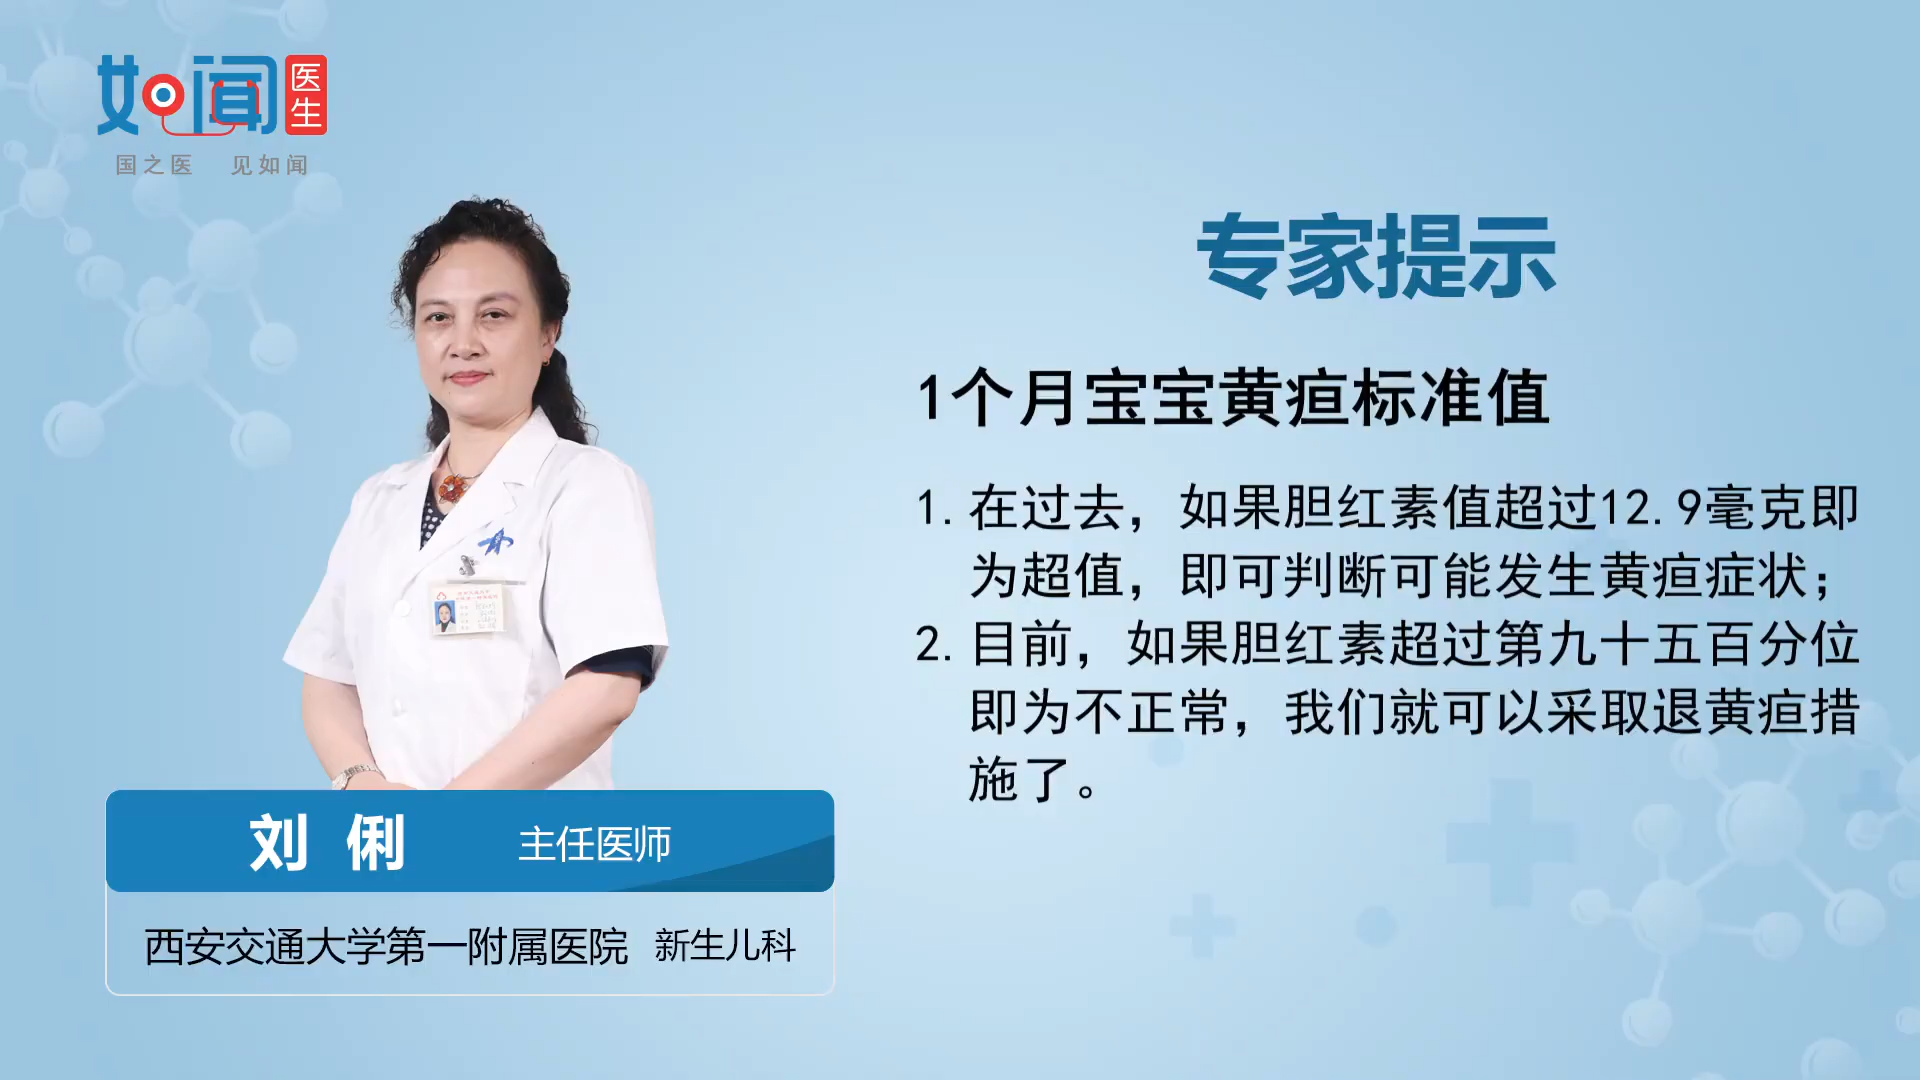 如闻医生
国之医 见如闻
专家提示
1个月宝宝黄疸标准值
1.在过去，如果胆红素值超过12.9毫克即
为超值，即可判断可能发生黄疸症状；
2.目前，如果胆红素超过第九十五百分位
即为不正常，我们就可以采取退黄疸措
施了。
刘俐 主任医师
西安交通大学第一附属医院 新生儿科